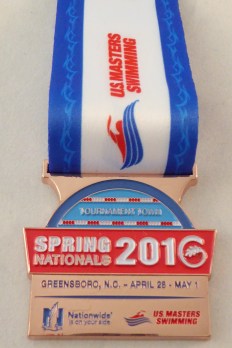 US MASTERS
SWIMMING
TOURNAMENT TOWN
SPRING
NATIONALS
2016
GREENSBORO, N.C. – APRIL 28 - MAY 1
Nationwide
is on your side
US MASTERS
SWIMMING